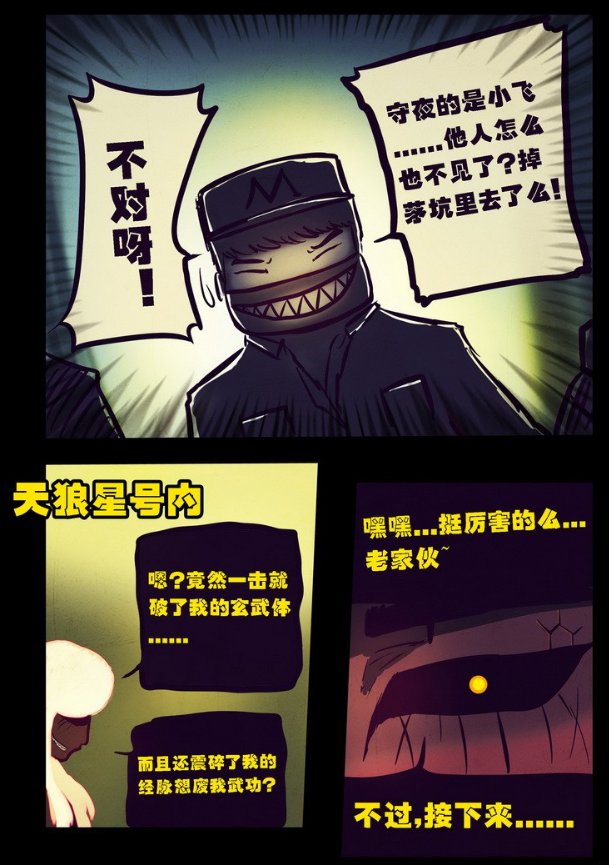 不对呀！
守夜的是小飞
……他人怎么
也不见了?掉
茅坑里去了么!
M
天狼星号内
嗯?竟然一击就
破了我的玄武体
……
而且还震碎了我的
经脉想废我武功?
嘿嘿…挺厉害的么…
老家伙~
不过,接下来……